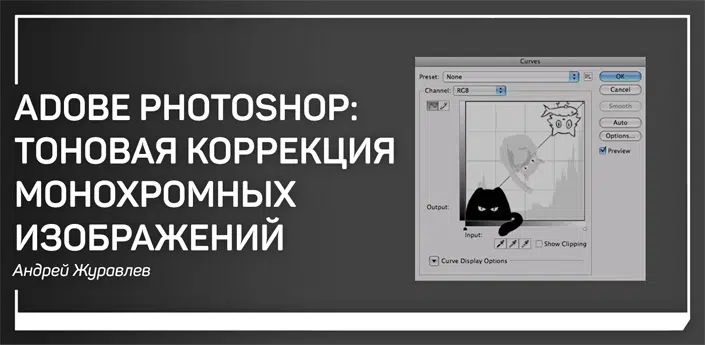 ADOBE PHOTOSHOP:
ТОНОВАЯ КОРРЕКЦИЯ
МОНОХРОМНЫХ
ИЗОБРАЖЕНИЙ
Андрей Журавлев
Curves
Preset: None
OK
Channel: RGB
Cancel
Smooth
Auto
Options...
Preview
Output:
Input:
Show Clipping
Curve Display Options